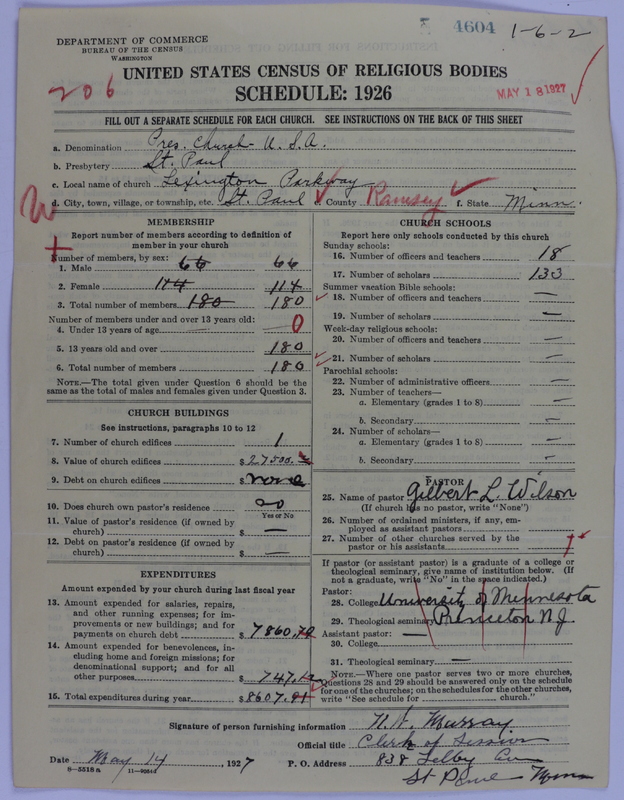 4604 1-6-2
DEPARTMENT OF COMMERCE
BUREAU OF THE CENSUS
WASHINGTON
UNITED STATES CENSUS OF RELIGIOUS BODIES
206 SCHEDULE: 1926 MAY 18 1927
FILL OUT A SEPARATE SCHEDULE FOR EACH CHURCH. SEE INSTRUCTIONS ON THE BACK OF THIS SHEET
a. Denomination Pres. Church U.S.A.
b. Presbytery St. Paul
c. Local name of church Lexington Parkway
d. City, town, village, or township, etc. St. Paul e. County Ramsey f. State Minn.
MEMBERSHIP
Report number of members according to definition of
member in your church
Number of members, by sex:
1. Male 66 66
2. Female 114 114
3. Total number of members 180 180
Number of members under and over 13 years old:
4. Under 13 years of age — 0
5. 13 years old and over 180
6. Total number of members 180
NOTE.—The total given under Question 6 should be the
same as the total of males and females given under Question 3.
CHURCH BUILDINGS
See instructions, paragraphs 10 to 12
7. Number of church edifices 1
8. Value of church edifices $27500.
9. Debt on church edifices $none
10. Does church own pastor's residence no
Yes or No
11. Value of pastor's residence (if owned by
church) $ —
12. Debt on pastor's residence (if owned by
church) $ —
EXPENDITURES
Amount expended by your church during last fiscal year
13. Amount expended for salaries, repairs,
and other running expenses; for im-
provements or new buildings; and for
payments on church debt $7860.79
14. Amount expended for benevolences, in-
cluding home and foreign missions; for
denominational support; and for all
other purposes $747.12
15. Total expenditures during year $8607.91
CHURCH SCHOOLS
Report here only schools conducted by this church
Sunday schools:
16. Number of officers and teachers 18
17. Number of scholars 133
Summer vacation Bible schools:
18. Number of officers and teachers —
19. Number of scholars —
Week-day religious schools:
20. Number of officers and teachers —
21. Number of scholars —
Parochial schools:
22. Number of administrative officers —
23. Number of teachers—
a. Elementary (grades 1 to 8) —
b. Secondary —
24. Number of scholars—
a. Elementary (grades 1 to 8) —
b. Secondary —
PASTOR
25. Name of pastor Gilbert L. Wilson
(If church has no pastor, write "None")
26. Number of ordained ministers, if any, em-
ployed as assistant pastors
27. Number of other churches served by the
pastor or his assistants
If pastor (or assistant pastor) is a graduate of a college or
theological seminary, give name of institution below. (If
not a graduate, write "No" in the space indicated.)
Pastor:
28. College University of Minnesota
29. Theological seminary Princeton N.J.
Assistant pastor: —
30. College
31. Theological seminary —
NOTE.—Where one pastor serves two or more churches,
Questions 28 and 29 should be answered only on the schedule
for one of the churches; on the schedules for the other churches,
write "See schedule for church."
Signature of person furnishing information Murray
Official title Clerk of Session
Date May 14, 1927 P. O. Address 838 Selby Ave
8—5518a St Paul Minn